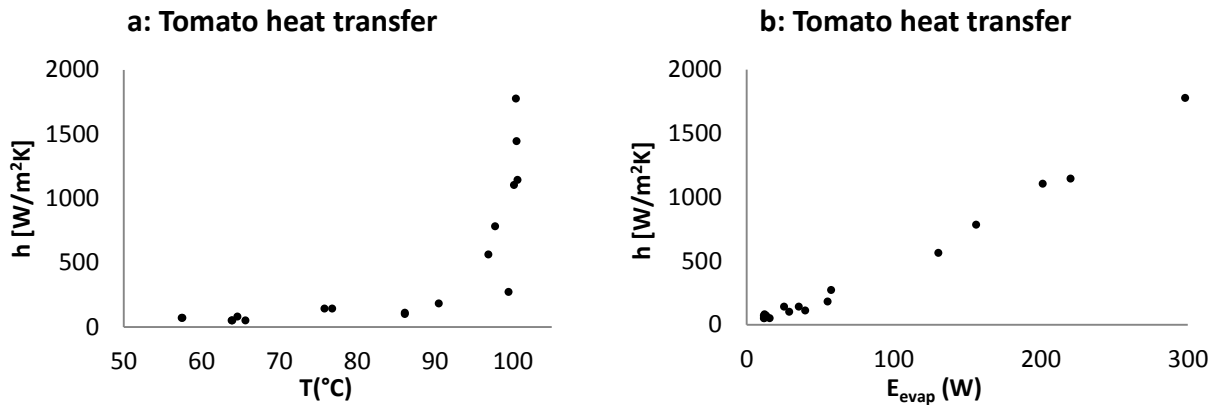 a: Tomato heat transfer
2000
1500
1000
500
0
h [W/m²K]
50 60 70 80 90 100
T(°C)
b: Tomato heat transfer
2000
1500
1000
500
0
h [W/m²K]
0 100 200 300
E_evap (W)